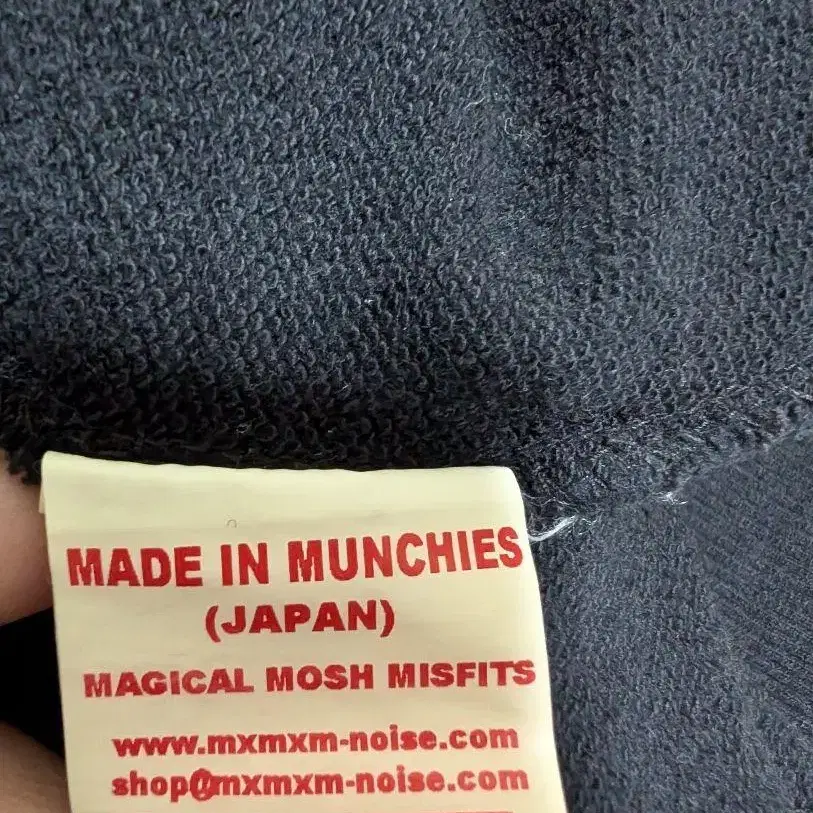 MADE IN MUNCHIES
(JAPAN)
MAGICAL MOSH MISFITS
www.mxmxm-noise.com
shop@mxmxm-noise.com